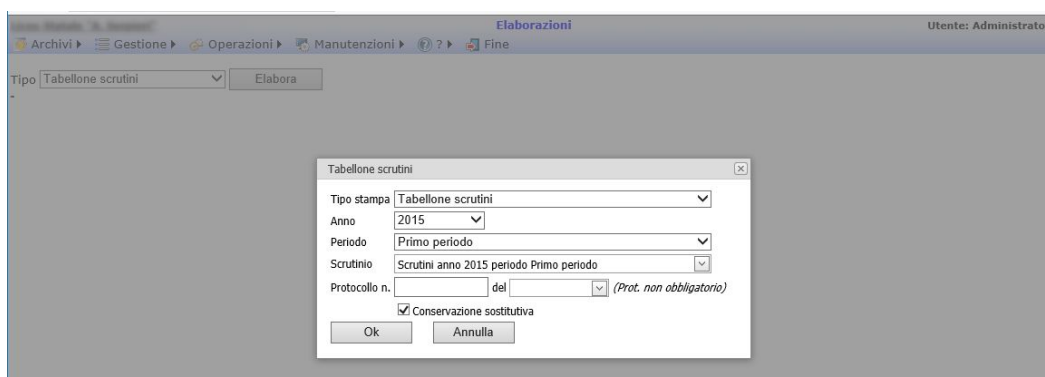 Elaborazioni
Utente: Administrato
Archivi Gestione Operazioni Manutenzioni ? Fine
Tipo Tabellone scrutini Elabora
-
Tabellone scrutini
Tipo stampa Tabellone scrutini
Anno 2015
Periodo Primo periodo
Scrutinio Scrutini anno 2015 periodo Primo periodo
Protocollo n. del (Prot. non obbligatorio)
Conservazione sostitutiva
Ok Annulla